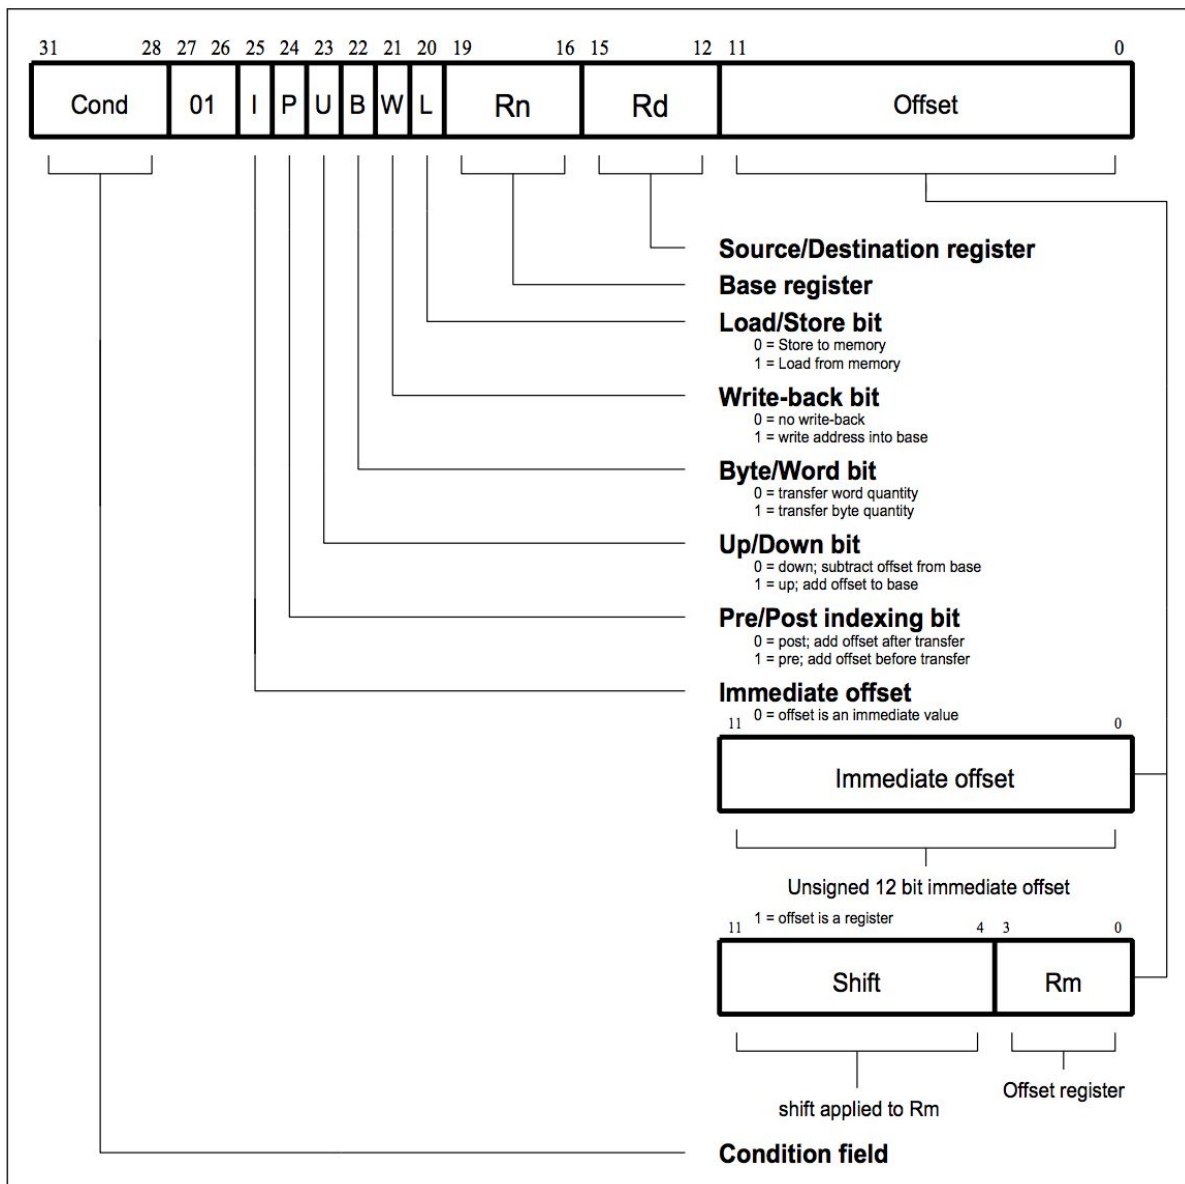 31 28 27 26 25 24 23 22 21 20 19 16 15 12 11 0
Cond 01 I P U B W L Rn Rd Offset
Source/Destination register
Base register
Load/Store bit
0 = Store to memory
1 = Load from memory
Write-back bit
0 = no write-back
1 = write address into base
Byte/Word bit
0 = transfer word quantity
1 = transfer byte quantity
Up/Down bit
0 = down; subtract offset from base
1 = up; add offset to base
Pre/Post indexing bit
0 = post; add offset after transfer
1 = pre; add offset before transfer
Immediate offset
0 = offset is an immediate value
11 0
Immediate offset
Unsigned 12 bit immediate offset
1 = offset is a register
11 4 3 0
Shift Rm
Offset register
shift applied to Rm
Condition field